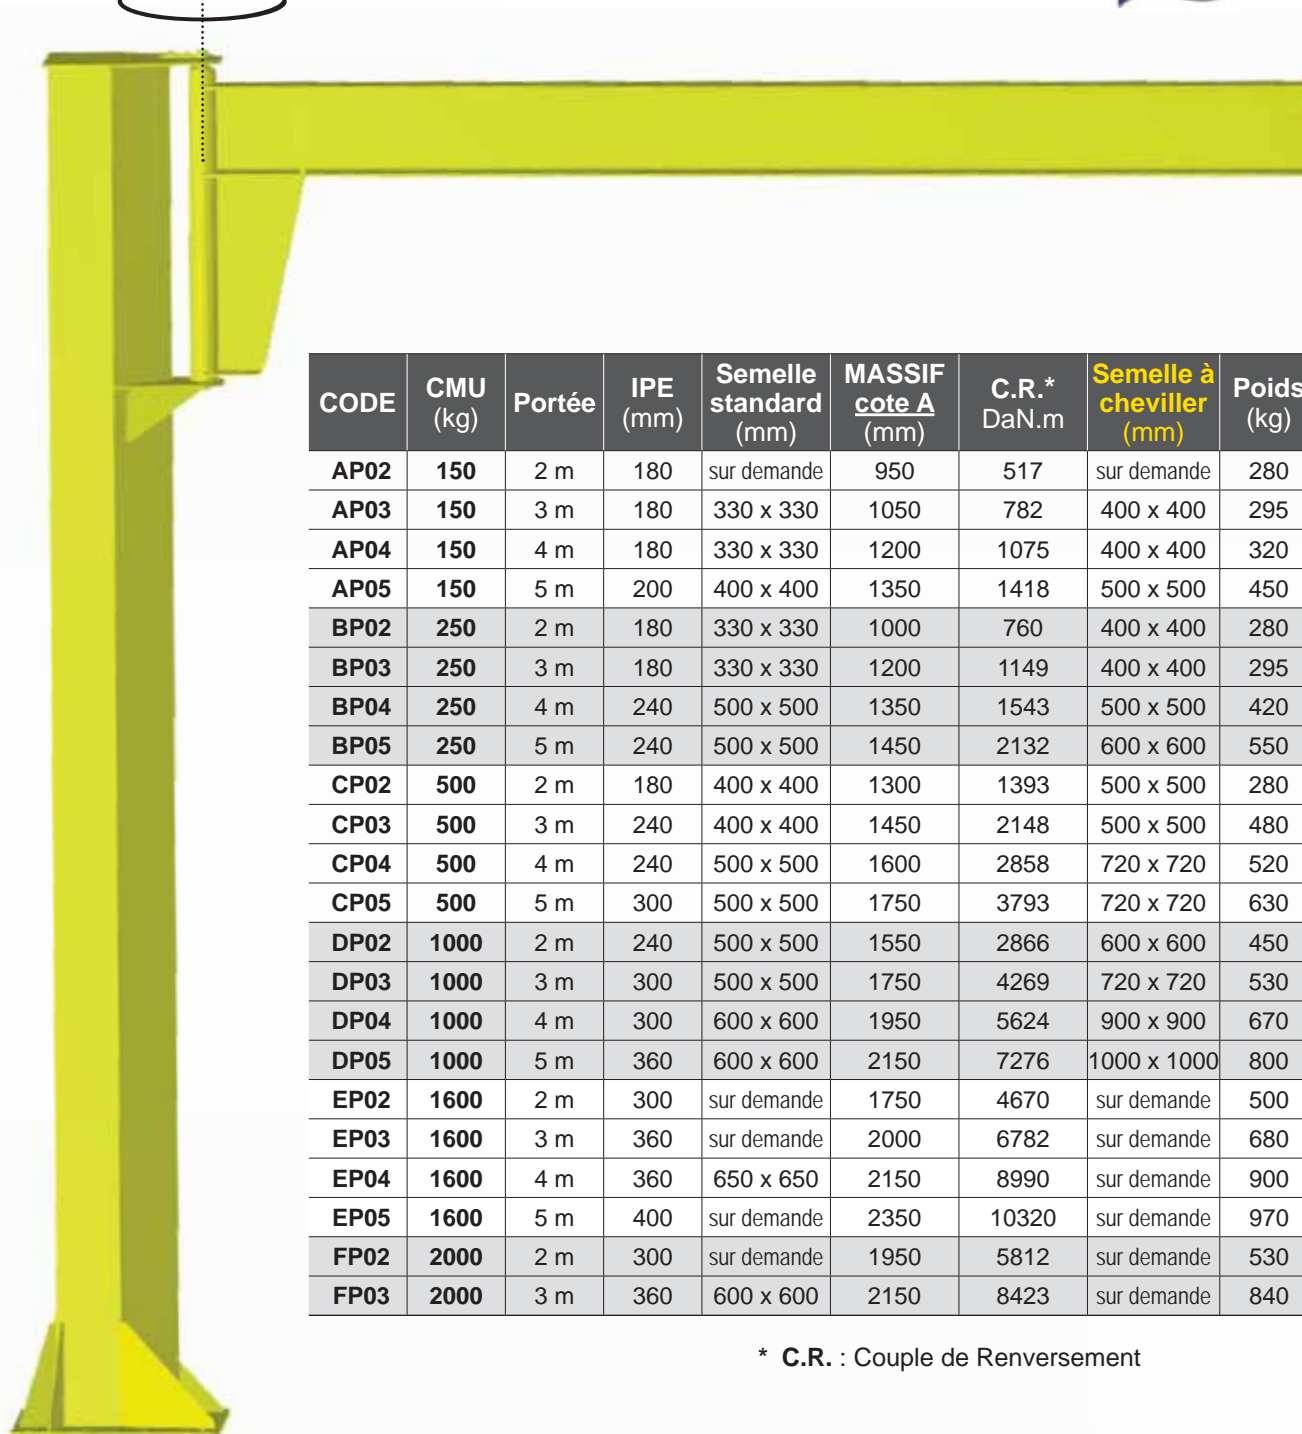 CODE CMU (kg) Portée IPE (mm) Semelle standard (mm) MASSIF cote A (mm) C.R.* DaN.m Semelle à cheviller (mm) Poids (kg)
AP02 150 2 m 180 sur demande 950 517 sur demande 280
AP03 150 3 m 180 330 x 330 1050 782 400 x 400 295
AP04 150 4 m 180 330 x 330 1200 1075 400 x 400 320
AP05 150 5 m 200 400 x 400 1350 1418 500 x 500 450
BP02 250 2 m 180 330 x 330 1000 760 400 x 400 280
BP03 250 3 m 180 330 x 330 1200 1149 400 x 400 295
BP04 250 4 m 240 500 x 500 1350 1543 500 x 500 420
BP05 250 5 m 240 500 x 500 1450 2132 600 x 600 550
CP02 500 2 m 180 400 x 400 1300 1393 500 x 500 280
CP03 500 3 m 240 400 x 400 1450 2148 500 x 500 480
CP04 500 4 m 240 500 x 500 1600 2858 720 x 720 520
CP05 500 5 m 300 500 x 500 1750 3793 720 x 720 630
DP02 1000 2 m 240 500 x 500 1550 2866 600 x 600 450
DP03 1000 3 m 300 500 x 500 1750 4269 720 x 720 530
DP04 1000 4 m 300 600 x 600 1950 5624 900 x 900 670
DP05 1000 5 m 360 600 x 600 2150 7276 1000 x 1000 800
EP02 1600 2 m 300 sur demande 1750 4670 sur demande 500
EP03 1600 3 m 360 sur demande 2000 6782 sur demande 680
EP04 1600 4 m 360 650 x 650 2150 8990 sur demande 900
EP05 1600 5 m 400 sur demande 2350 10320 sur demande 970
FP02 2000 2 m 300 sur demande 1950 5812 sur demande 530
FP03 2000 3 m 360 600 x 600 2150 8423 sur demande 840
* C.R. : Couple de Renversement